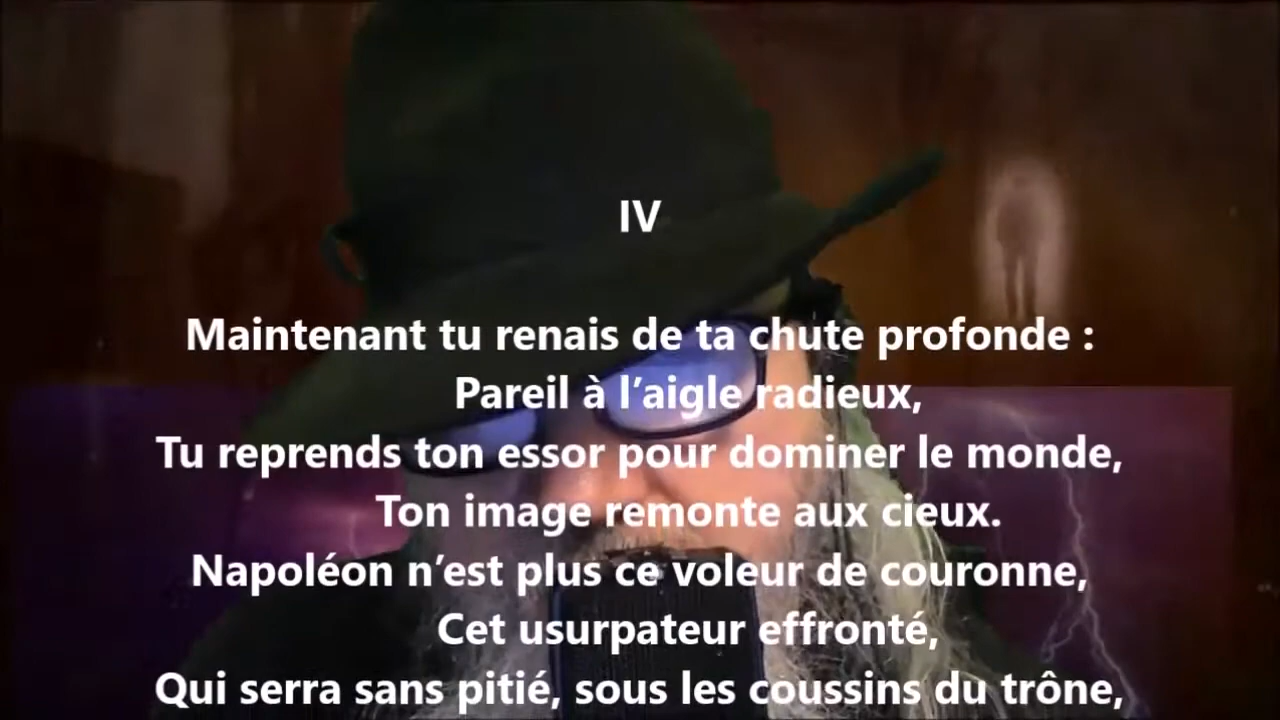 IV
Maintenant tu renais de ta chute profonde :
Pareil à l’aigle radieux,
Tu reprends ton essor pour dominer le monde,
Ton image remonte aux cieux.
Napoléon n’est plus ce voleur de couronne,
Cet usurpateur effronté,
Qui serra sans pitié, sous les coussins du trône,